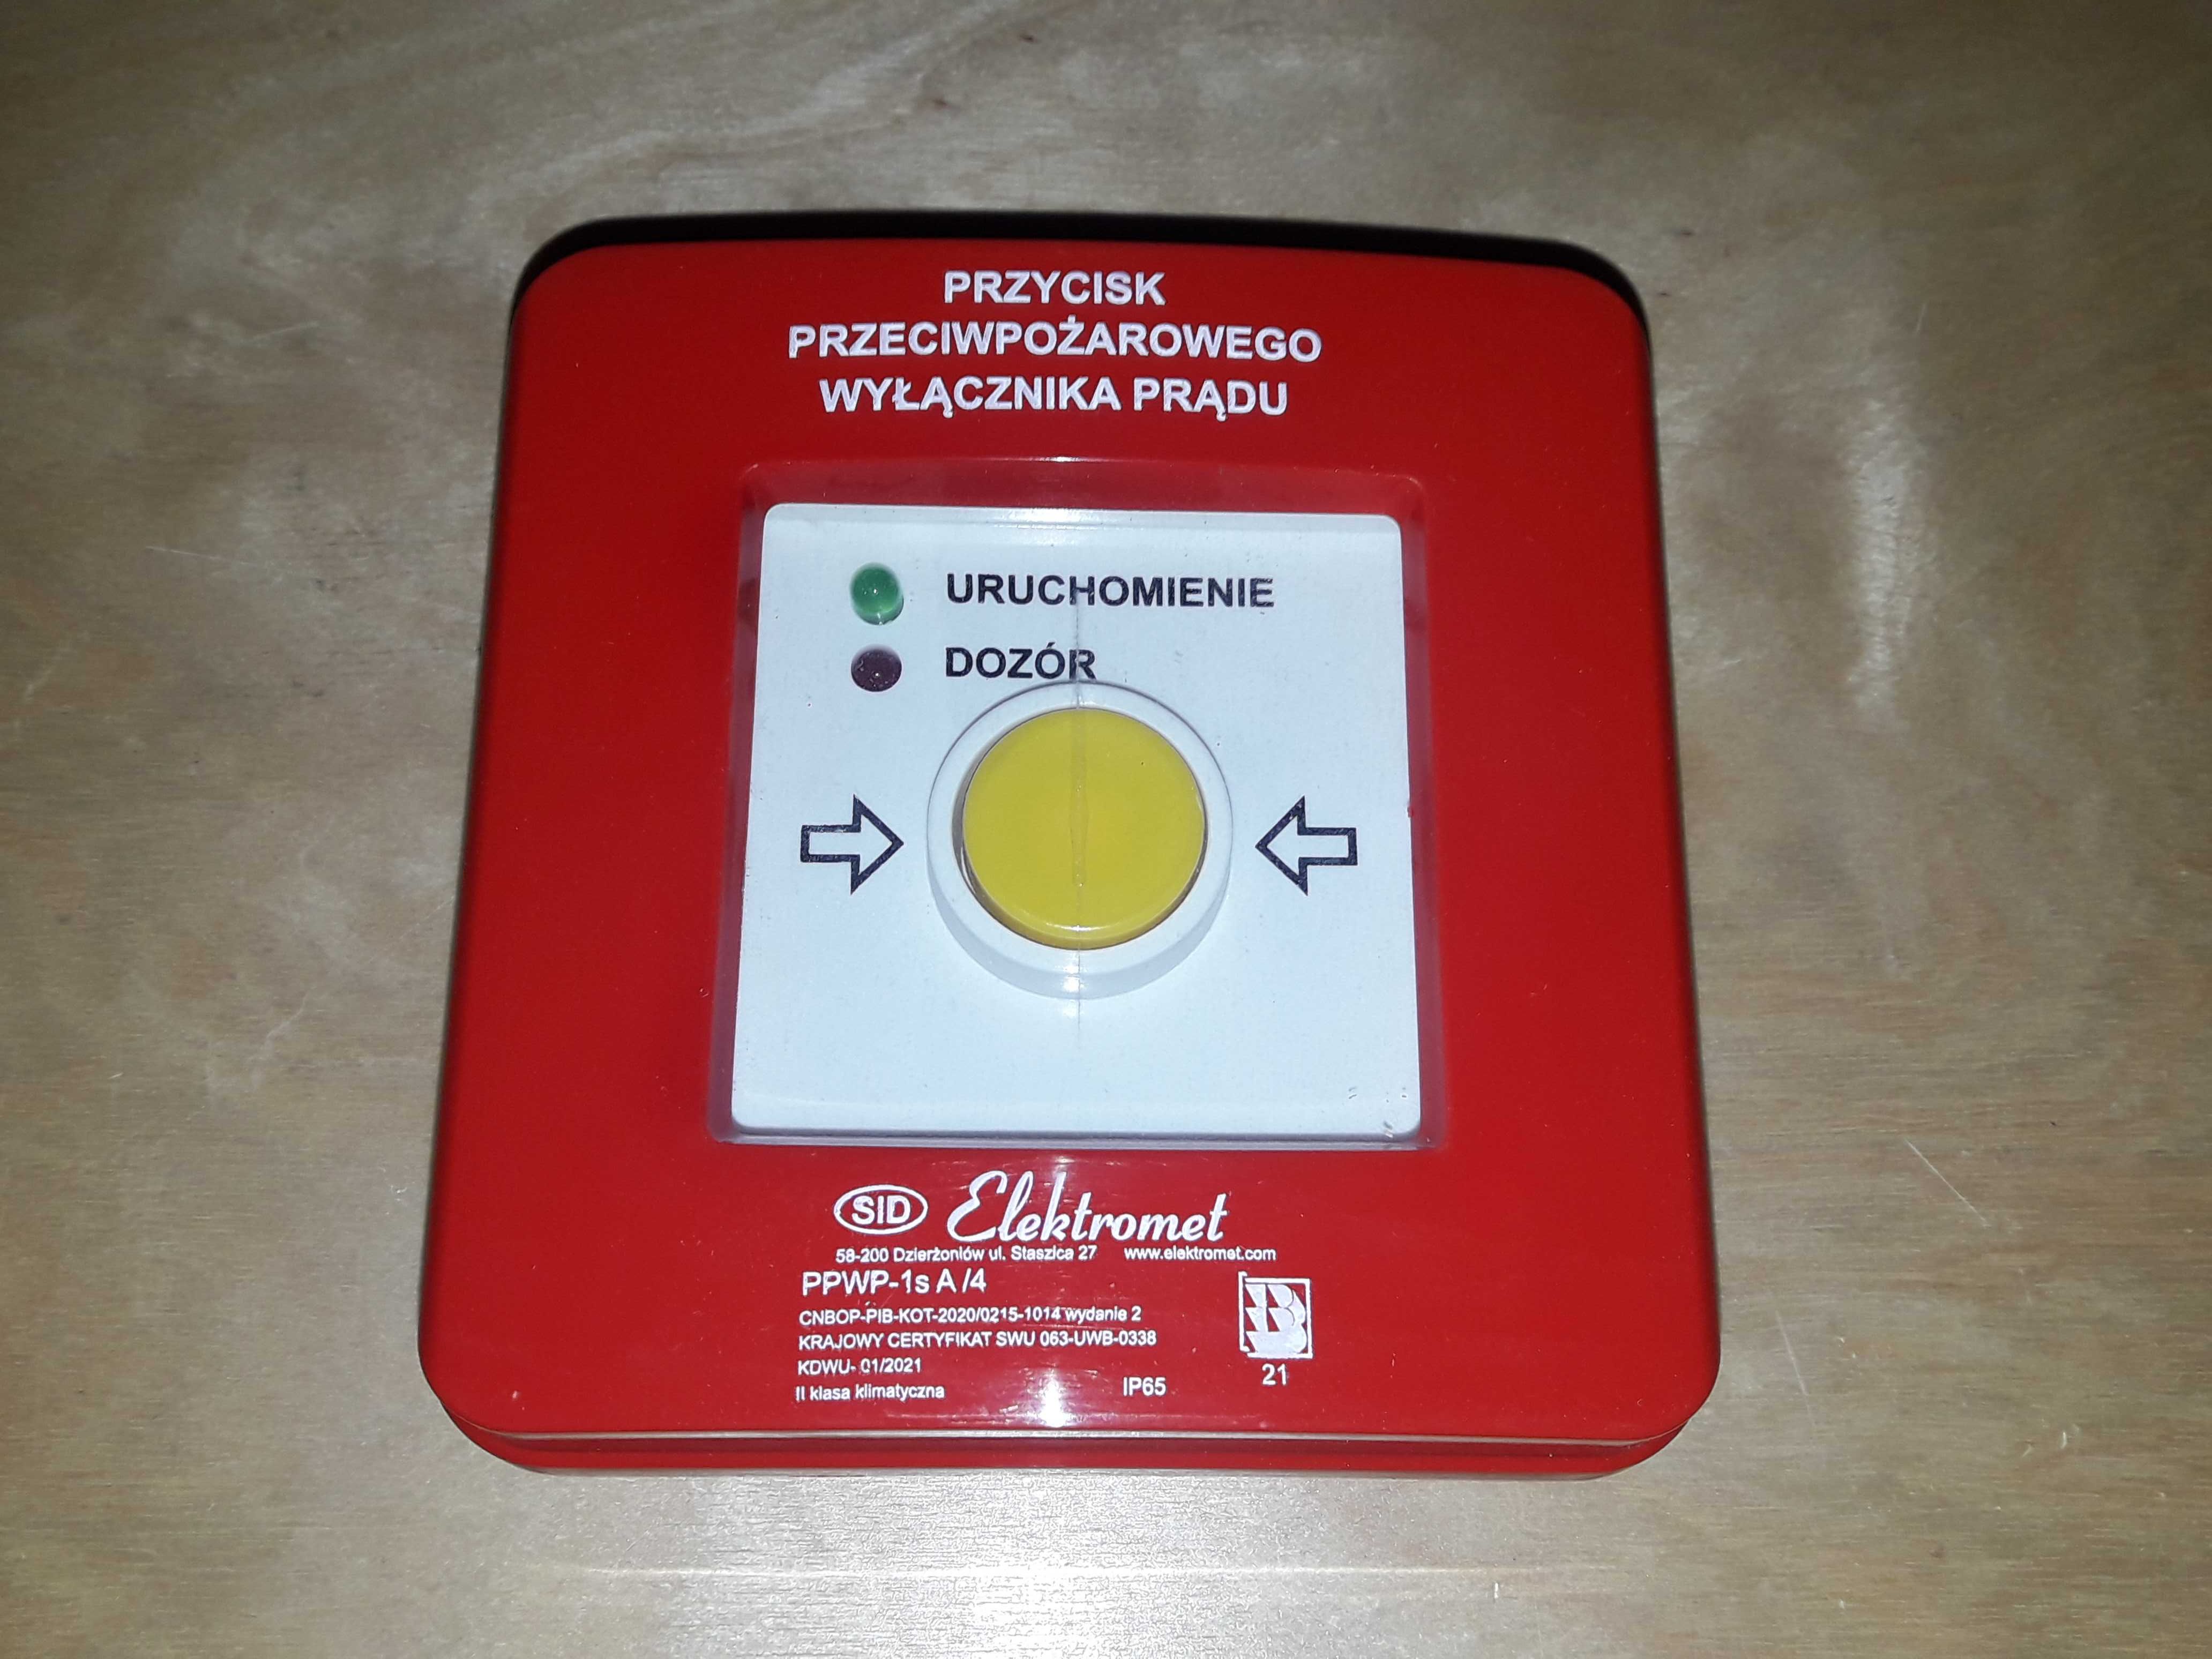 PRZYCISK
PRZECIWPOŻAROWEGO
WYŁĄCZNIKA PRĄDU
URUCHOMIENIE
DOZÓR
SID Elektromet
58-200 Dzierżoniów ul. Staszica 27 www.elektromet.com
PPWP-1s A /4
CNBOP-PIB-KOT-2020/0215-1014 wydanie 2
KRAJOWY CERTYFIKAT SWU 063-UWB-0338
KDWU- 01/2021
II klasa klimatyczna
IP65
B
21